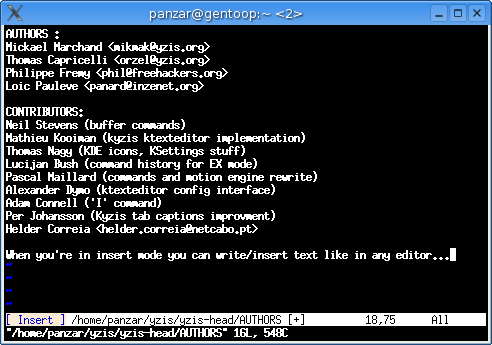 panzar@gentoop:~ <2>
AUTHORS :
Mickael Marchand <mikmak@yzis.org>
Thomas Capricelli <orzel@yzis.org>
Philippe Fremy <phil@freehackers.org>
Loic Pauleve <panard@inzenet.org>

CONTRIBUTORS:
Neil Stevens (buffer commands)
Mathieu Kooiman (kyzis ktexteditor implementation)
Thomas Nagy (KDE icons, KSettings stuff)
Lucijan Bush (command history for EX mode)
Pascal Maillard (commands and motion engine rewrite)
Alexander Dymo (ktexteditor config interface)
Adam Connell ('I' command)
Per Johansson (Kyzis tab captions improvment)
Helder Correia <helder.correia@netcabo.pt>

When you're in insert mode you can write/insert text like in any editor...
~
~
~
~
[ Insert ] /home/panzar/yzis/yzis-head/AUTHORS [+] 18,75 All
"/home/panzar/yzis/yzis-head/AUTHORS" 16L, 548C